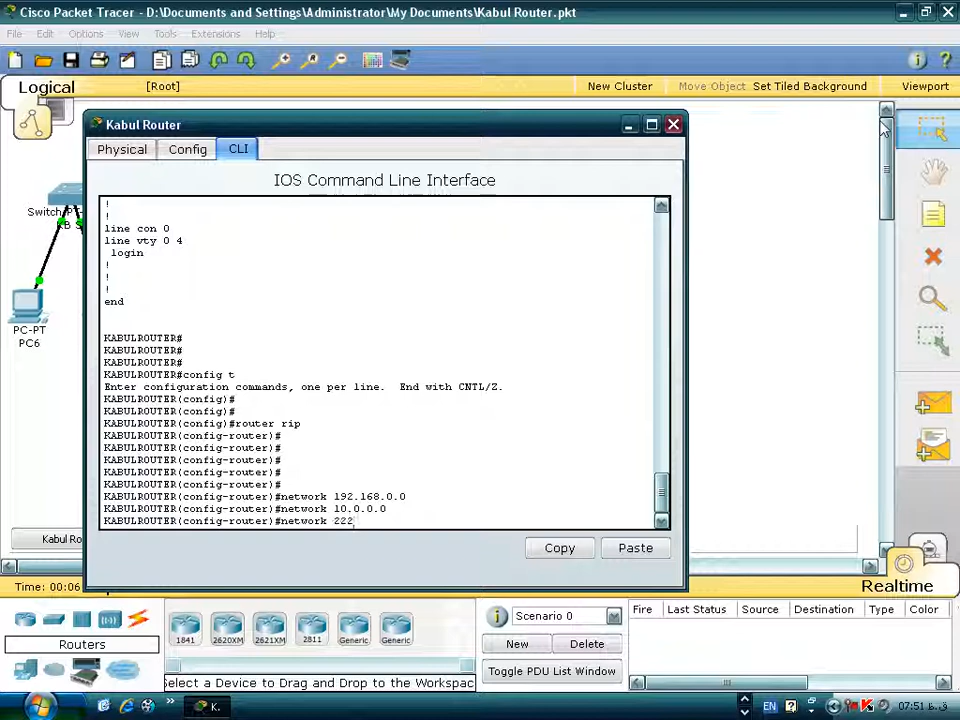 Cisco Packet Tracer - D:\Documents and Settings\Administrator\My Documents\Kabul Router.pkt
File Edit Options View Tools Extensions Help
Logical [Root] New Cluster Move Object Set Tiled Background Viewport
Kabul Router
Physical Config CLI
IOS Command Line Interface
!
!
line con 0
line vty 0 4
login
!
!
!
end
KABULROUTER#
KABULROUTER#
KABULROUTER#
KABULROUTER#config t
Enter configuration commands, one per line. End with CNTL/Z.
KABULROUTER(config)#
KABULROUTER(config)#
KABULROUTER(config)#router rip
KABULROUTER(config-router)#
KABULROUTER(config-router)#
KABULROUTER(config-router)#
KABULROUTER(config-router)#
KABULROUTER(config-router)#
KABULROUTER(config-router)#network 192.168.0.0
KABULROUTER(config-router)#network 10.0.0.0
KABULROUTER(config-router)#network 222
Copy Paste
Switch-PT
KB S
PC-PT
PC6
Kabul Ro
Time: 00:06 Realtime
Routers
1841 2620XM 2621XM 2811 Generic Generic
Select a Device to Drag and Drop to the Workspac
Scenario 0
New Delete
Toggle PDU List Window
Fire Last Status Source Destination Type Color
K.
EN
07:51 ق.ظ